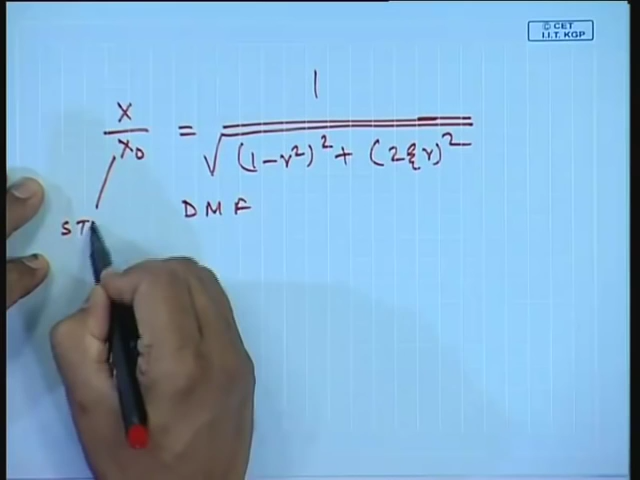 © CET
I.I.T. KGP
X / X0 = 1 / √((1-r²)² + (2ξr)²)
DMF
ST